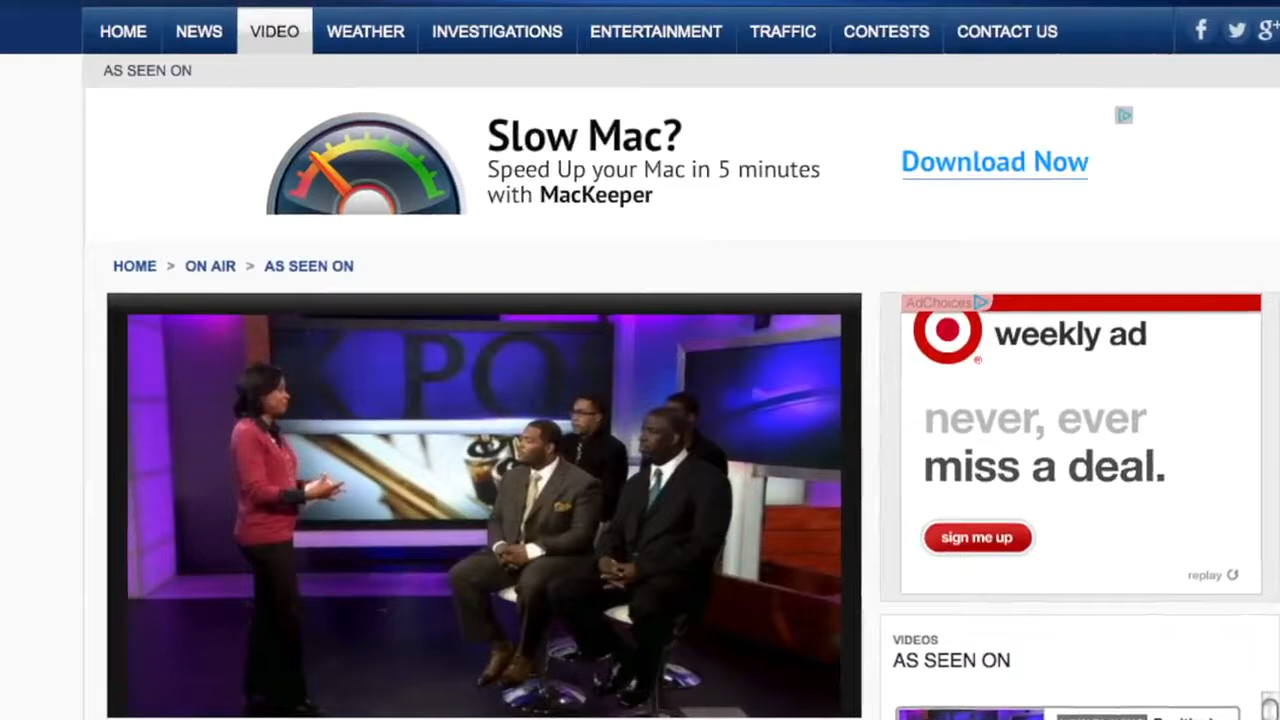 HOME NEWS VIDEO WEATHER INVESTIGATIONS ENTERTAINMENT TRAFFIC CONTESTS CONTACT US
AS SEEN ON
Slow Mac?
Speed Up your Mac in 5 minutes
with MacKeeper
Download Now
HOME > ON AIR > AS SEEN ON
K PO
AdChoices
weekly ad
never, ever
miss a deal.
sign me up
replay
VIDEOS
AS SEEN ON